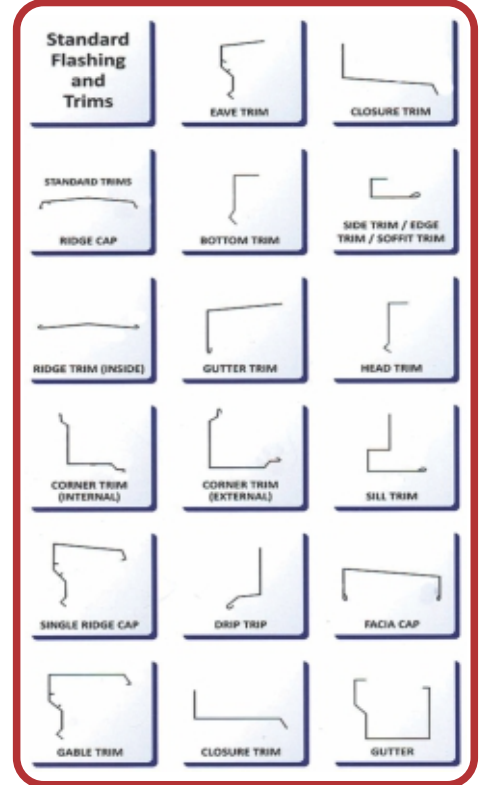 Standard
Flashing
and
Trims
EAVE TRIM
CLOSURE TRIM
STANDARD TRIMS
RIDGE CAP
BOTTOM TRIM
SIDE TRIM / EDGE
TRIM / SOFFIT TRIM
RIDGE TRIM (INSIDE)
GUTTER TRIM
HEAD TRIM
CORNER TRIM
(INTERNAL)
CORNER TRIM
(EXTERNAL)
SILL TRIM
SINGLE RIDGE CAP
DRIP TRIP
FACIA CAP
GABLE TRIM
CLOSURE TRIM
GUTTER